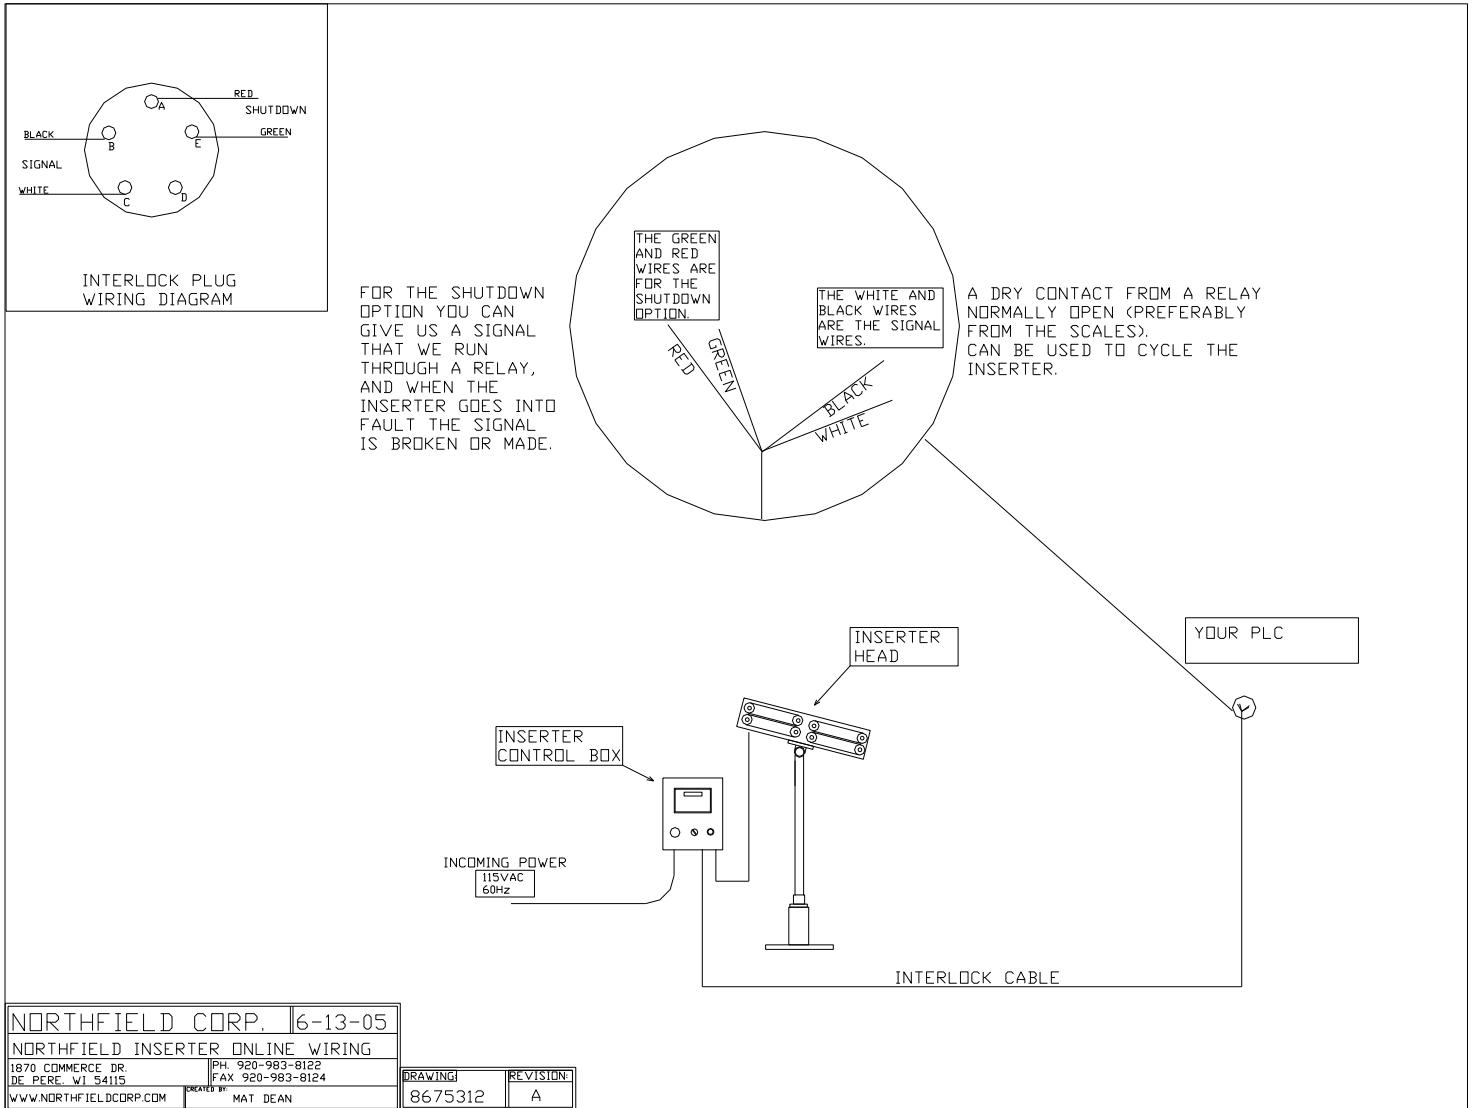 RED
A
SHUTDOWN
BLACK
GREEN
B
E
SIGNAL
WHITE
C
D
INTERLOCK PLUG
WIRING DIAGRAM
FOR THE SHUTDOWN
OPTION YOU CAN
GIVE US A SIGNAL
THAT WE RUN
THROUGH A RELAY,
AND WHEN THE
INSERTER GOES INTO
FAULT THE SIGNAL
IS BROKEN OR MADE.
THE GREEN
AND RED
WIRES ARE
FOR THE
SHUTDOWN
OPTION.
THE WHITE AND
BLACK WIRES
ARE THE SIGNAL
WIRES.
RED
GREEN
BLACK
WHITE
A DRY CONTACT FROM A RELAY
NORMALLY OPEN (PREFERABLY
FROM THE SCALES).
CAN BE USED TO CYCLE THE
INSERTER.
YOUR PLC
INSERTER
HEAD
INSERTER
CONTROL BOX
INCOMING POWER
115VAC
60Hz
INTERLOCK CABLE
NORTHFIELD CORP. 6-13-05
NORTHFIELD INSERTER ONLINE WIRING
1870 COMMERCE DR.
DE PERE. WI 54115
PH. 920-983-8122
FAX 920-983-8124
WWW.NORTHFIELDCORP.COM
CREATED BY:
MAT DEAN
DRAWING:
8675312
REVISION:
A